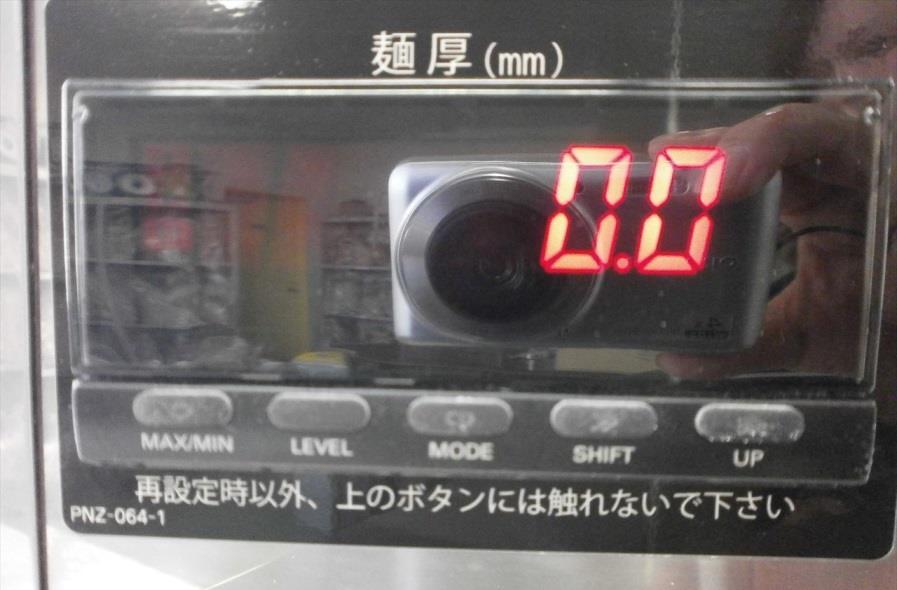 麺厚(mm)
0.0
MAX/MIN LEVEL MODE SHIFT UP
再設定時以外、上のボタンには触れないで下さい
PNZ-064-1